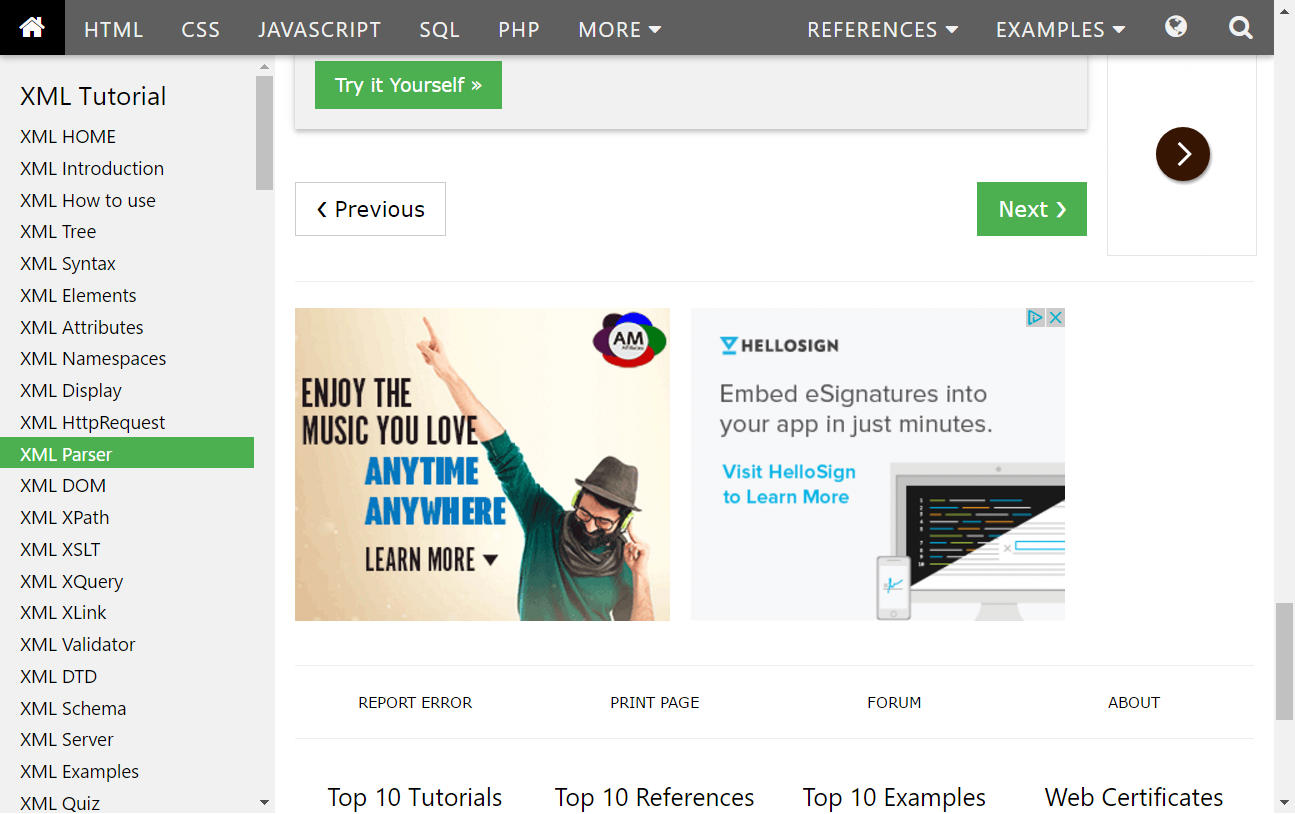 HTML CSS JAVASCRIPT SQL PHP MORE REFERENCES EXAMPLES
XML Tutorial
XML HOME
XML Introduction
XML How to use
XML Tree
XML Syntax
XML Elements
XML Attributes
XML Namespaces
XML Display
XML HttpRequest
XML Parser
XML DOM
XML XPath
XML XSLT
XML XQuery
XML XLink
XML Validator
XML DTD
XML Schema
XML Server
XML Examples
XML Quiz
Try it Yourself »
❮ Previous
Next ❯
AM
ENJOY THE
MUSIC YOU LOVE
ANYTIME
ANYWHERE
LEARN MORE
HELLOSIGN
Embed eSignatures into
your app in just minutes.
Visit HelloSign
to Learn More
REPORT ERROR PRINT PAGE FORUM ABOUT
Top 10 Tutorials Top 10 References Top 10 Examples Web Certificates